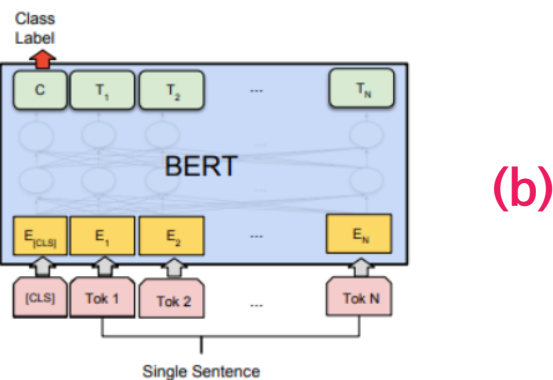 Class
Label
C T1 T2 ... TN
BERT
(b)
E[CLS] E1 E2 ... EN
[CLS] Tok 1 Tok 2 ... Tok N
Single Sentence